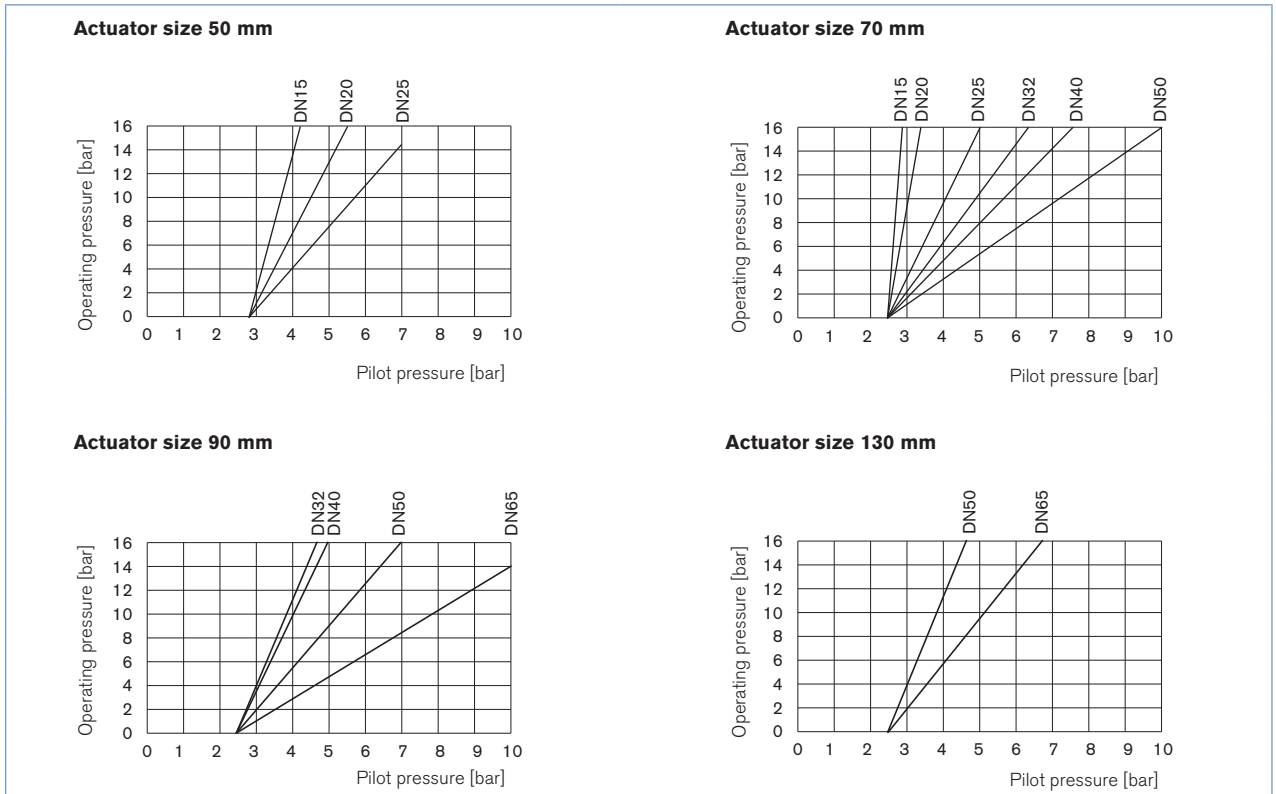 Actuator size 50 mm
DN15 DN20 DN25
16
14
12
10
8
6
4
2
0
Operating pressure [bar]
0 1 2 3 4 5 6 7 8 9 10
Pilot pressure [bar]
Actuator size 70 mm
DN15 DN20 DN25 DN32 DN40 DN50
16
14
12
10
8
6
4
2
0
Operating pressure [bar]
0 1 2 3 4 5 6 7 8 9 10
Pilot pressure [bar]
Actuator size 90 mm
DN32 DN40 DN50 DN65
16
14
12
10
8
6
4
2
0
Operating pressure [bar]
0 1 2 3 4 5 6 7 8 9 10
Pilot pressure [bar]
Actuator size 130 mm
DN50 DN65
16
14
12
10
8
6
4
2
0
Operating pressure [bar]
0 1 2 3 4 5 6 7 8 9 10
Pilot pressure [bar]